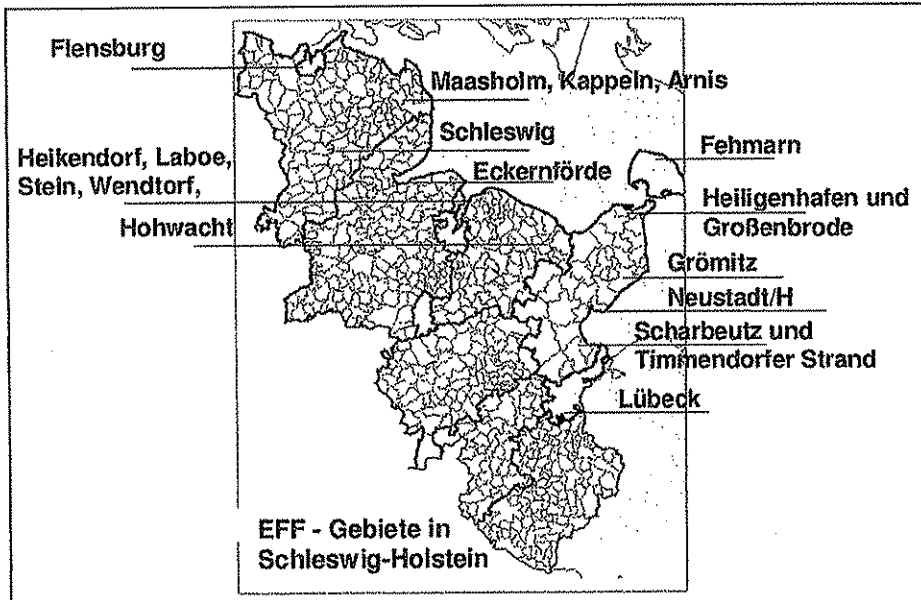 Flensburg
Maasholm, Kappeln, Arnis
Schleswig
Fehmarn
Heikendorf, Laboe,
Stein, Wendtorf,
Eckernförde
Heiligenhafen und
Großenbrode
Hohwacht
Grömitz
Neustadt/H
Scharbeutz und
Timmendorfer Strand
Lübeck
EFF - Gebiete in
Schleswig-Holstein